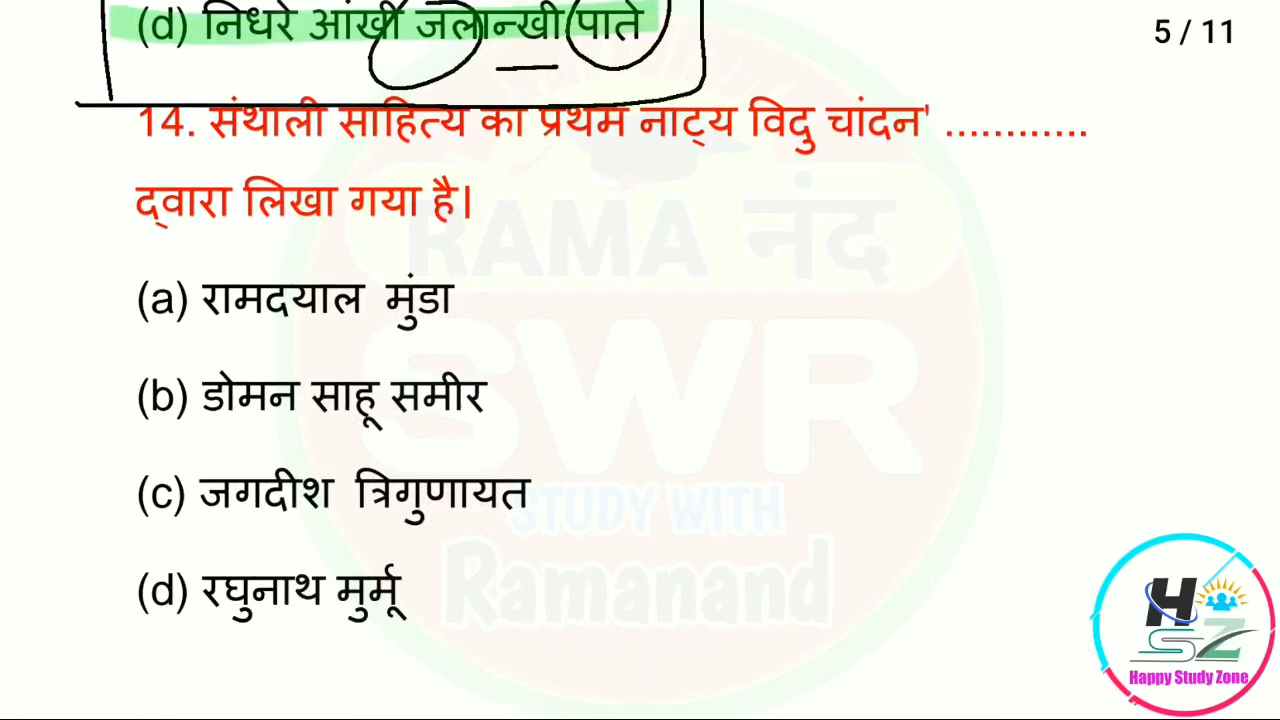 (d) निधरे आंखी जलान्खी पाते
5 / 11
14. संथाली साहित्य का प्रथम नाट्य विदु चांदन' ............
द्वारा लिखा गया है।
RAMA नंद
(a) रामदयाल मुंडा
SWR
(b) डोमन साहू समीर
(c) जगदीश त्रिगुणायत
STUDY WITH
Ramanand
(d) रघुनाथ मुर्मू
H
SZ
Happy Study Zone